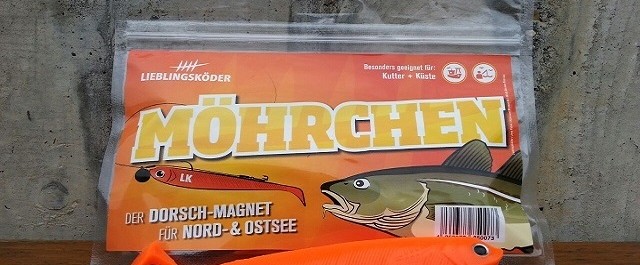 LIEBLINGSKÖDER
Besonders geeignet für:
Kutter + Küste
MÖHRCHEN
LK
DER DORSCH-MAGNET
FÜR NORD- & OSTSEE